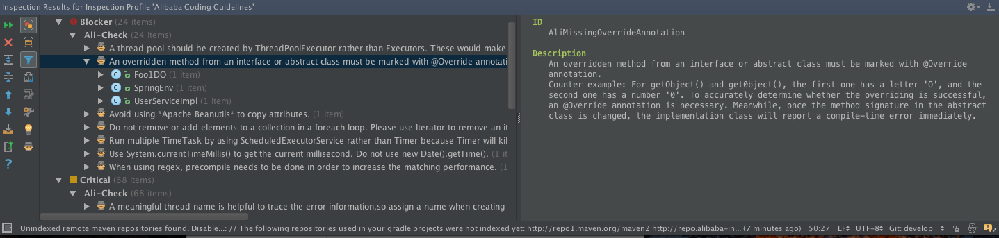 Inspection Results for Inspection Profile 'Alibaba Coding Guidelines'
Blocker (24 items)
Ali-Check (24 items)
A thread pool should be created by ThreadPoolExecutor rather than Executors. These would make
An overridden method from an interface or abstract class must be marked with @Override annotati
Foo1DO (1 item)
SpringEnv (1 item)
UserServiceImpl (1 item)
Avoid using *Apache Beanutils* to copy attributes. (1 item)
Do not remove or add elements to a collection in a foreach loop. Please use Iterator to remove an it
Run multiple TimeTask by using ScheduledExecutorService rather than Timer because Timer will kil
Use System.currentTimeMillis() to get the current millisecond. Do not use new Date().getTime(). (1 it
When using regex, precompile needs to be done in order to increase the matching performance. (1
Critical (68 items)
Ali-Check (68 items)
A meaningful thread name is helpful to trace the error information,so assign a name when creating
ID
AliMissingOverrideAnnotation
Description
An overridden method from an interface or abstract class must be marked with @Override
annotation.
Counter example: For getObject() and get0bject(), the first one has a letter 'O', and the
second one has a number '0'. To accurately determine whether the overriding is successful,
an @Override annotation is necessary. Meanwhile, once the method signature in the abstract
class is changed, the implementation class will report a compile-time error immediately.
Unindexed remote maven repositories found. Disable...: // The following repositories used in your gradle projects were not indexed yet: http://repo1.maven.org/maven2 http://repo.alibaba-in... (7 minutes ago) 50:27 LF UTF-8 Git: develop 2